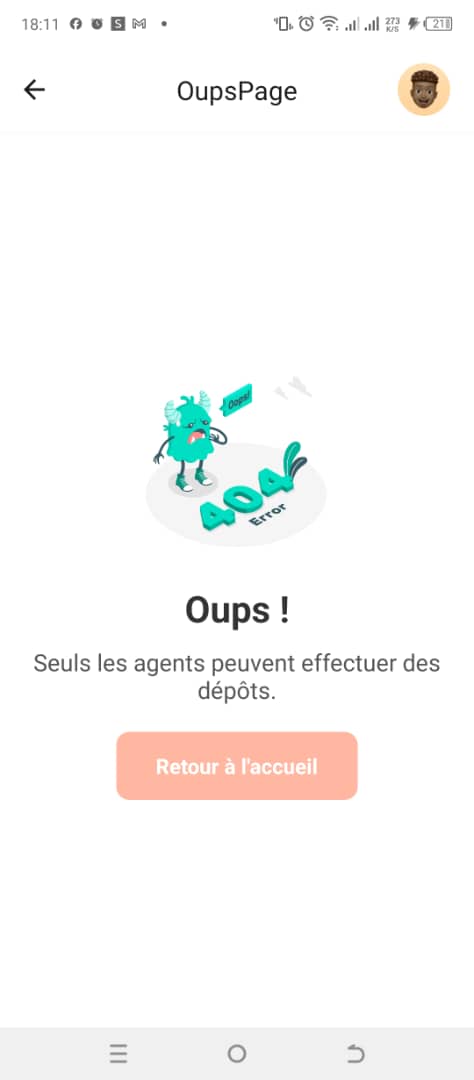 18:11
273
K/S
21
OupsPage
Oops!
404
Error
Oups !
Seuls les agents peuvent effectuer des
dépôts.
Retour à l'accueil